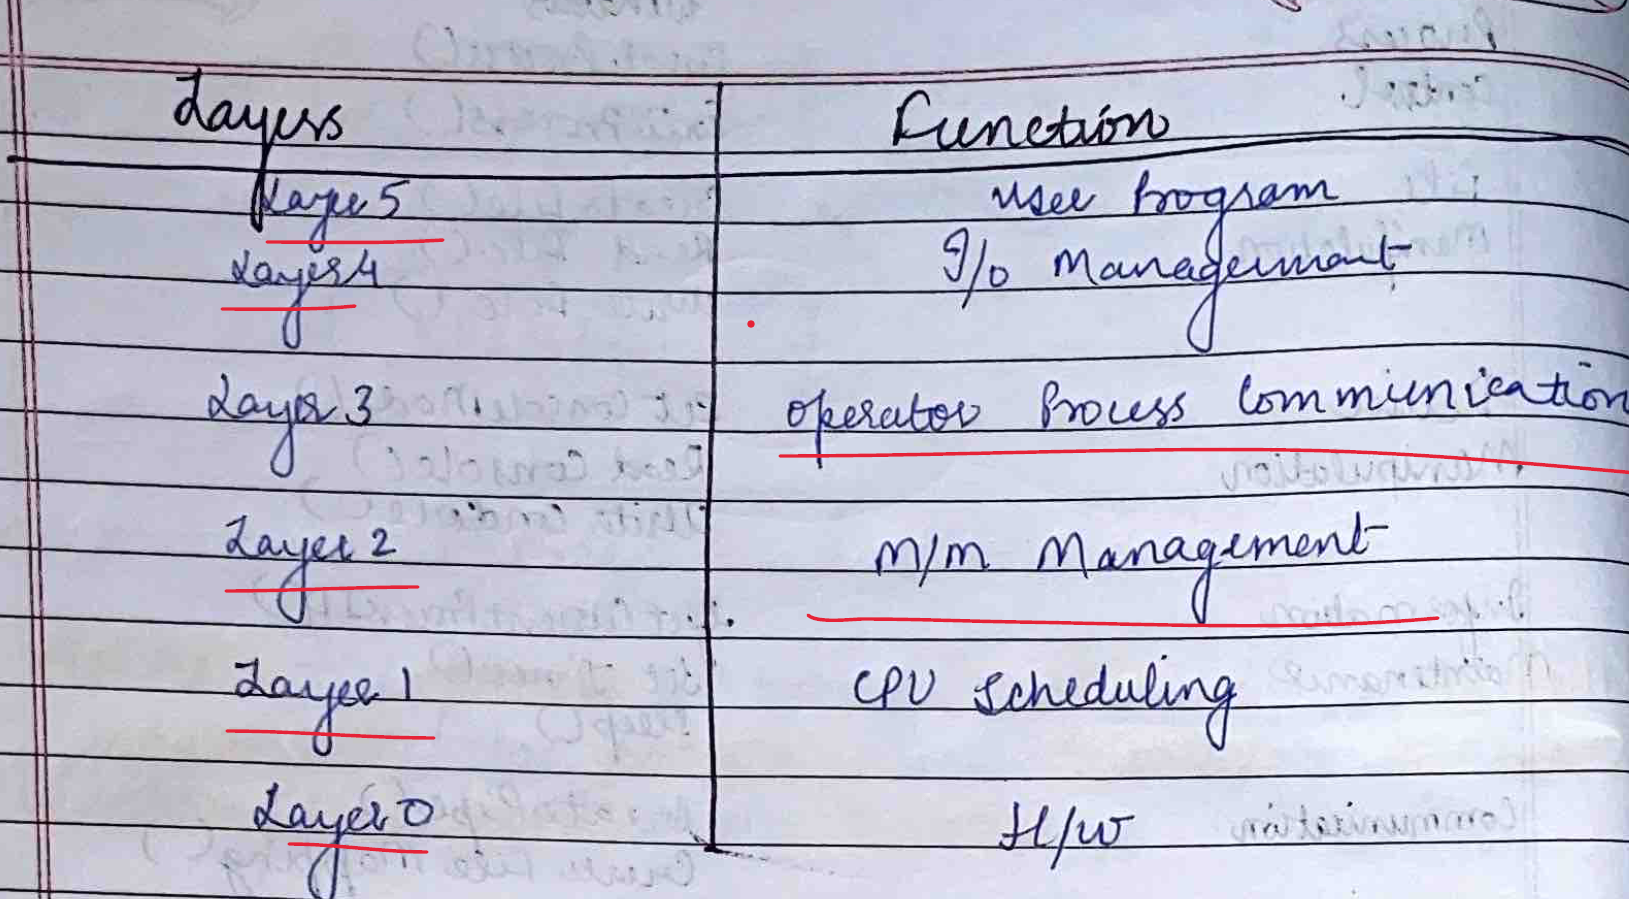 Layers Function
Layer 5 User Program
Layer 4 I/o Management
Layer 3 operator Process Communication
Layer 2 m/m Management
Layer 1 CPU Scheduling
Layer 0 H/w